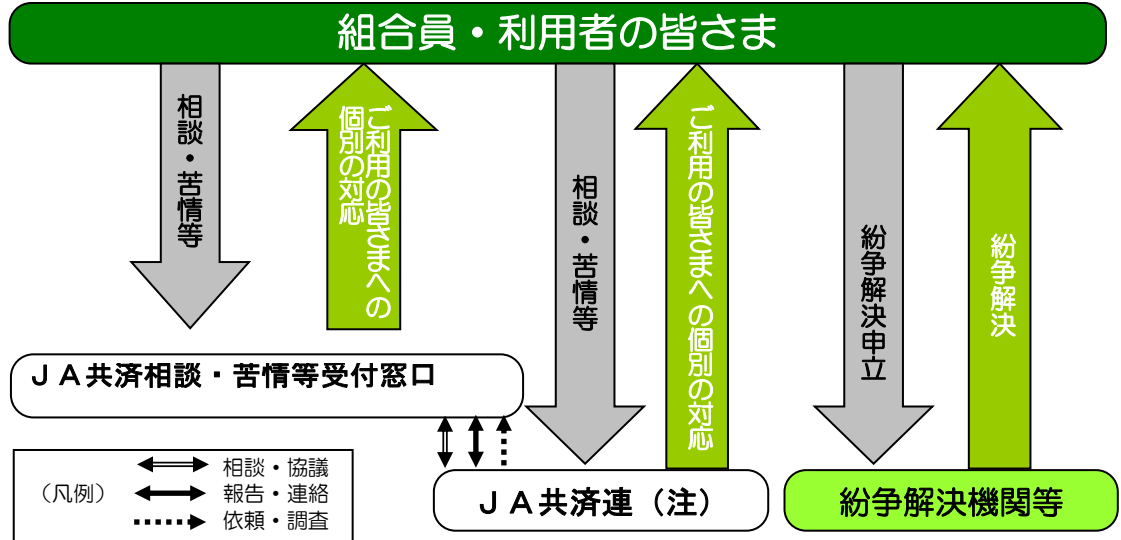 組合員・利用者の皆さま
相談・苦情等
ご利用の皆さまへの
個別の対応
相談・苦情等
ご利用の皆さまへの個別の対応
紛争解決申立
紛争解決
ＪＡ共済相談・苦情等受付窓口
（凡例）
相談・協議
報告・連絡
依頼・調査
ＪＡ共済連（注）
紛争解決機関等